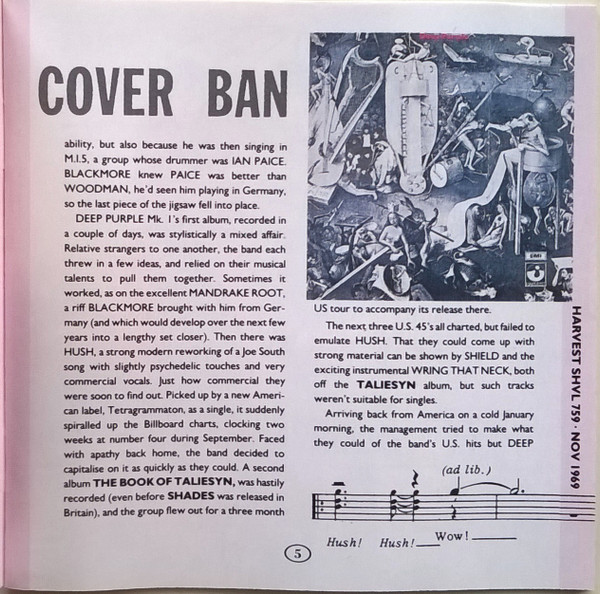 COVER BAN
ability, but also because he was then singing in
M.I.5, a group whose drummer was IAN PAICE.
BLACKMORE knew PAICE was better than
WOODMAN, he'd seen him playing in Germany,
so the last piece of the jigsaw fell into place.
DEEP PURPLE Mk. 1's first album, recorded in
a couple of days, was stylistically a mixed affair.
Relative strangers to one another, the band each
threw in a few ideas, and relied on their musical
talents to pull them together. Sometimes it
worked, as on the excellent MANDRAKE ROOT,
a riff BLACKMORE brought with him from Ger-
many (and which would develop over the next few
years into a lengthy set closer). Then there was
HUSH, a strong modern reworking of a Joe South
song with slightly psychedelic touches and very
commercial vocals. Just how commercial they
were soon to find out. Picked up by a new Ameri-
can label, Tetragrammaton, as a single, it suddenly
spiralled up the Billboard charts, clocking two
weeks at number four during September. Faced
with apathy back home, the band decided to
capitalise on it as quickly as they could. A second
album THE BOOK OF TALIESYN, was hastily
recorded (even before SHADES was released in
Britain), and the group flew out for a three month
EMI
US tour to accompany its release there.
The next three U.S. 45's all charted, but failed to
emulate HUSH. That they could come up with
strong material can be shown by SHIELD and the
exciting instrumental WRING THAT NECK, both
off the TALIESYN album, but such tracks
weren't suitable for singles.
Arriving back from America on a cold January
morning, the management tried to make what
they could of the band's U.S. hits but DEEP
HARVEST SHVL 759 · NOV 1969
(ad lib.)
Hush! Hush! Wow!
5